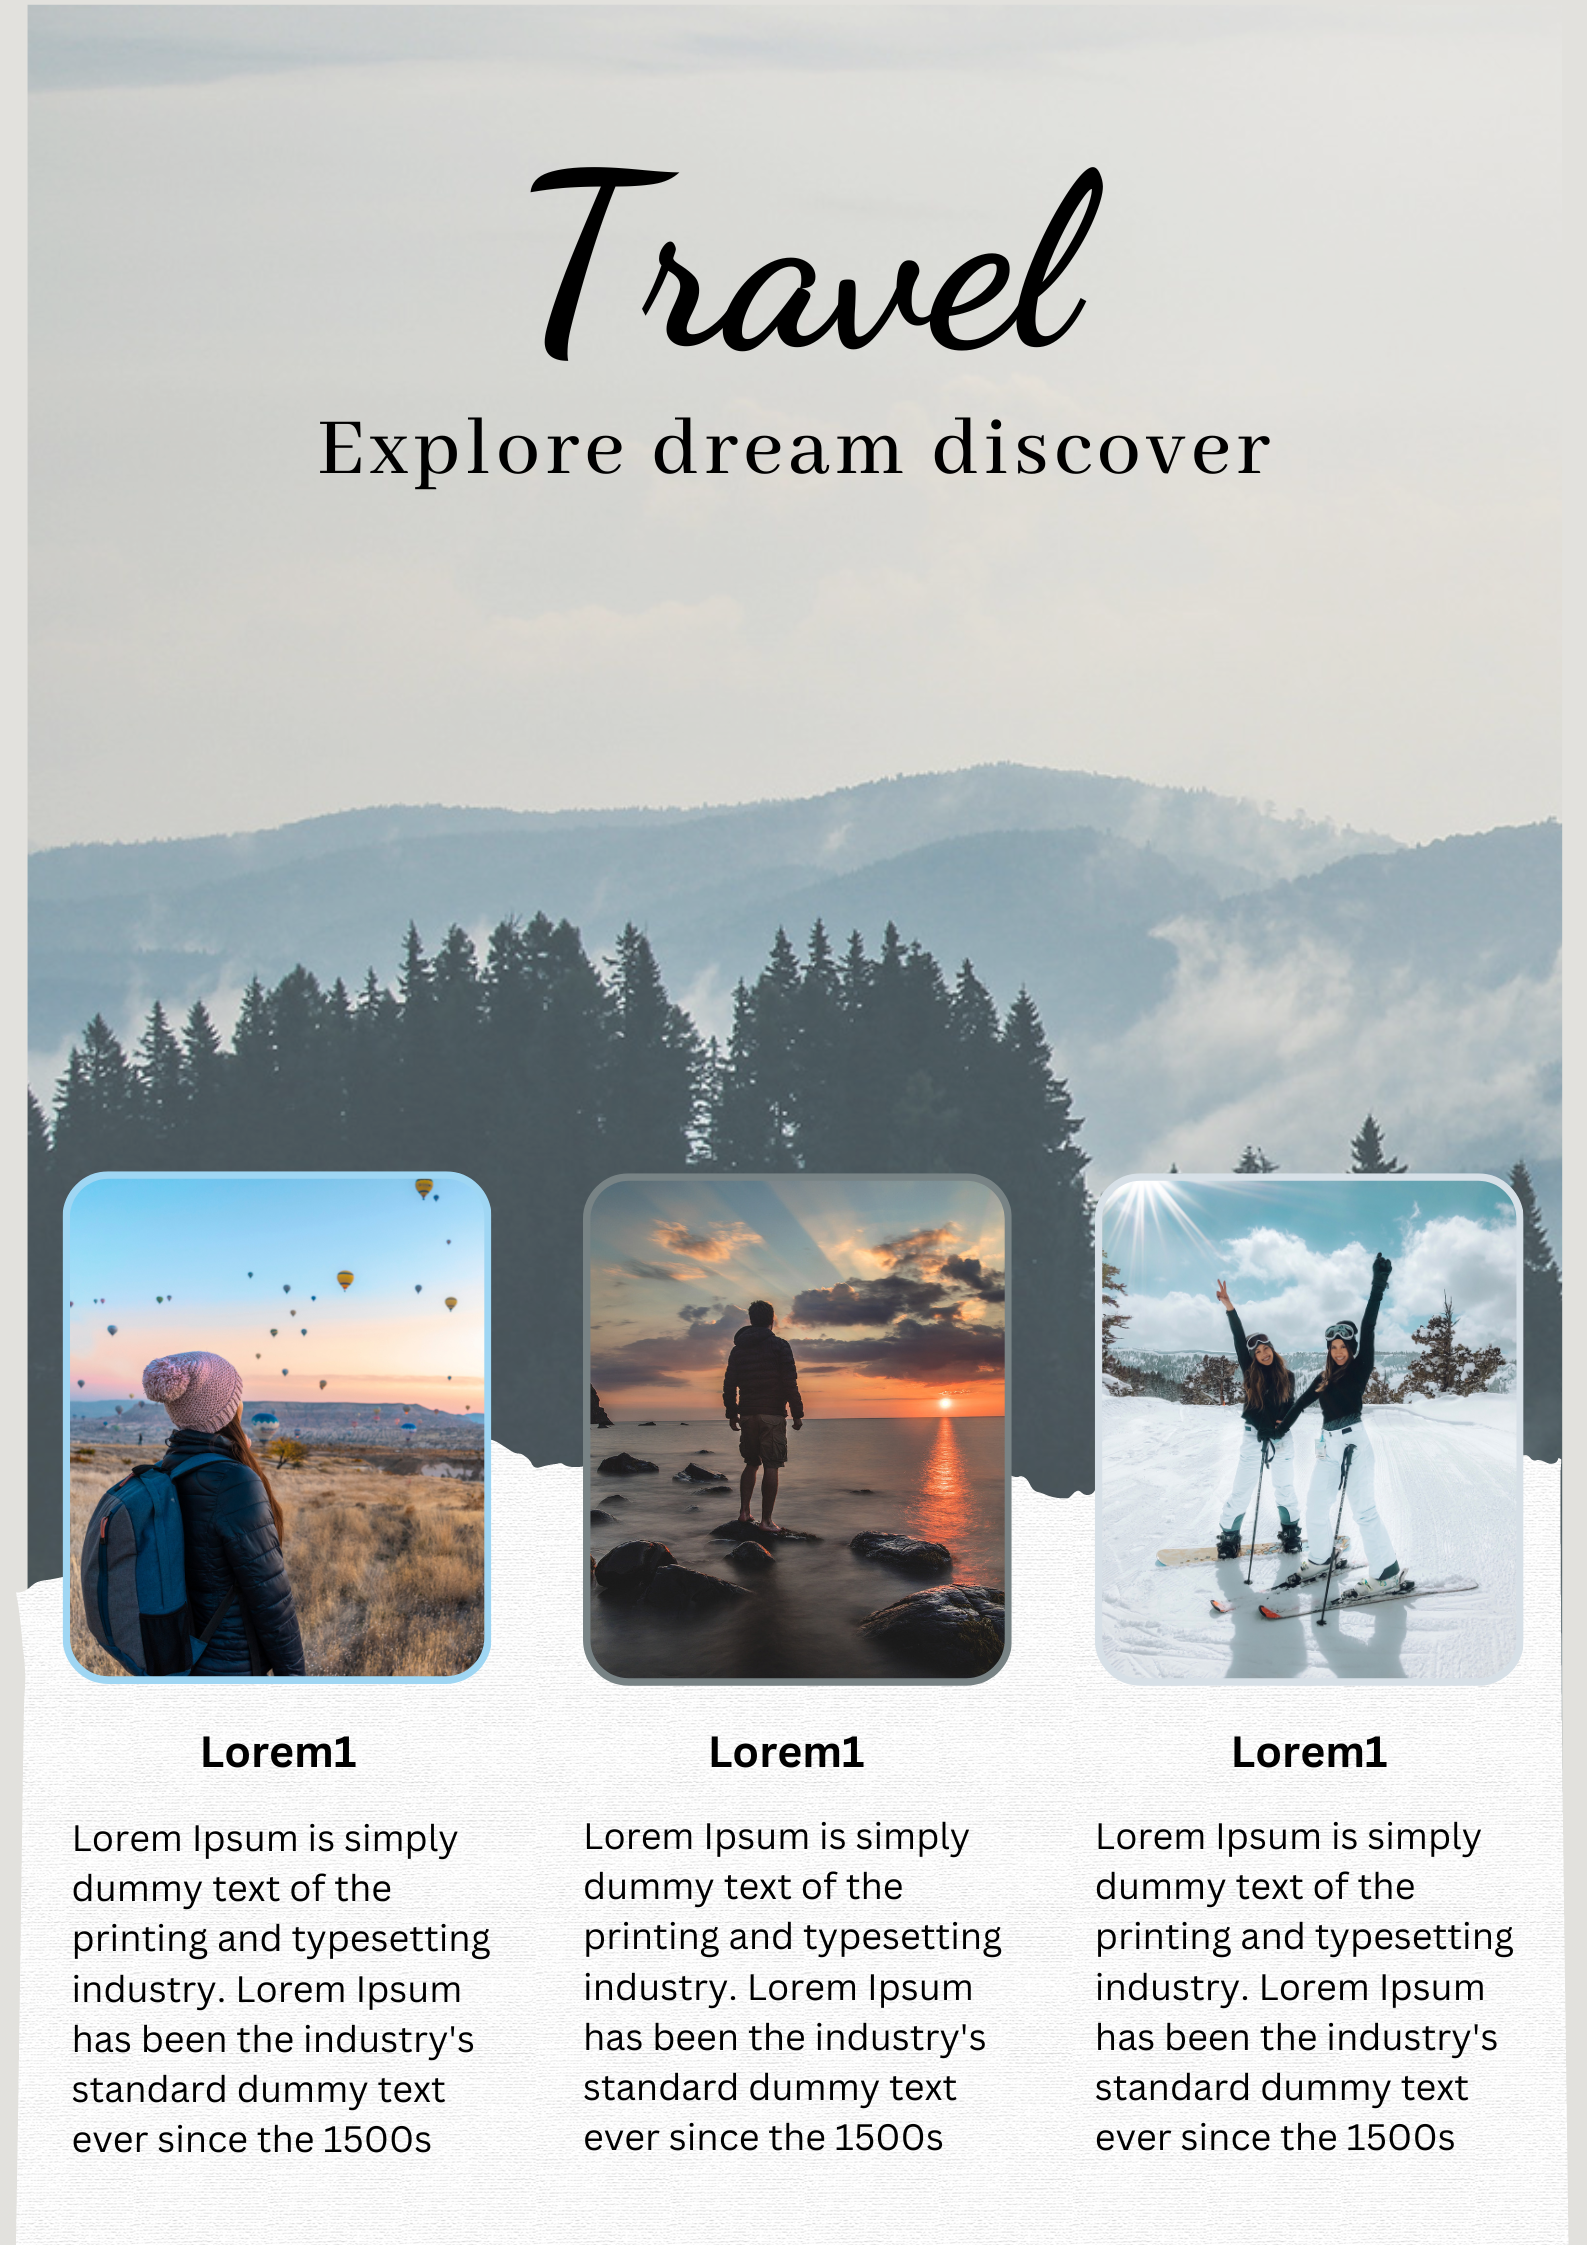 Travel
Explore dream discover
Lorem1
Lorem Ipsum is simply
dummy text of the
printing and typesetting
industry. Lorem Ipsum
has been the industry's
standard dummy text
ever since the 1500s
Lorem1
Lorem Ipsum is simply
dummy text of the
printing and typesetting
industry. Lorem Ipsum
has been the industry's
standard dummy text
ever since the 1500s
Lorem1
Lorem Ipsum is simply
dummy text of the
printing and typesetting
industry. Lorem Ipsum
has been the industry's
standard dummy text
ever since the 1500s